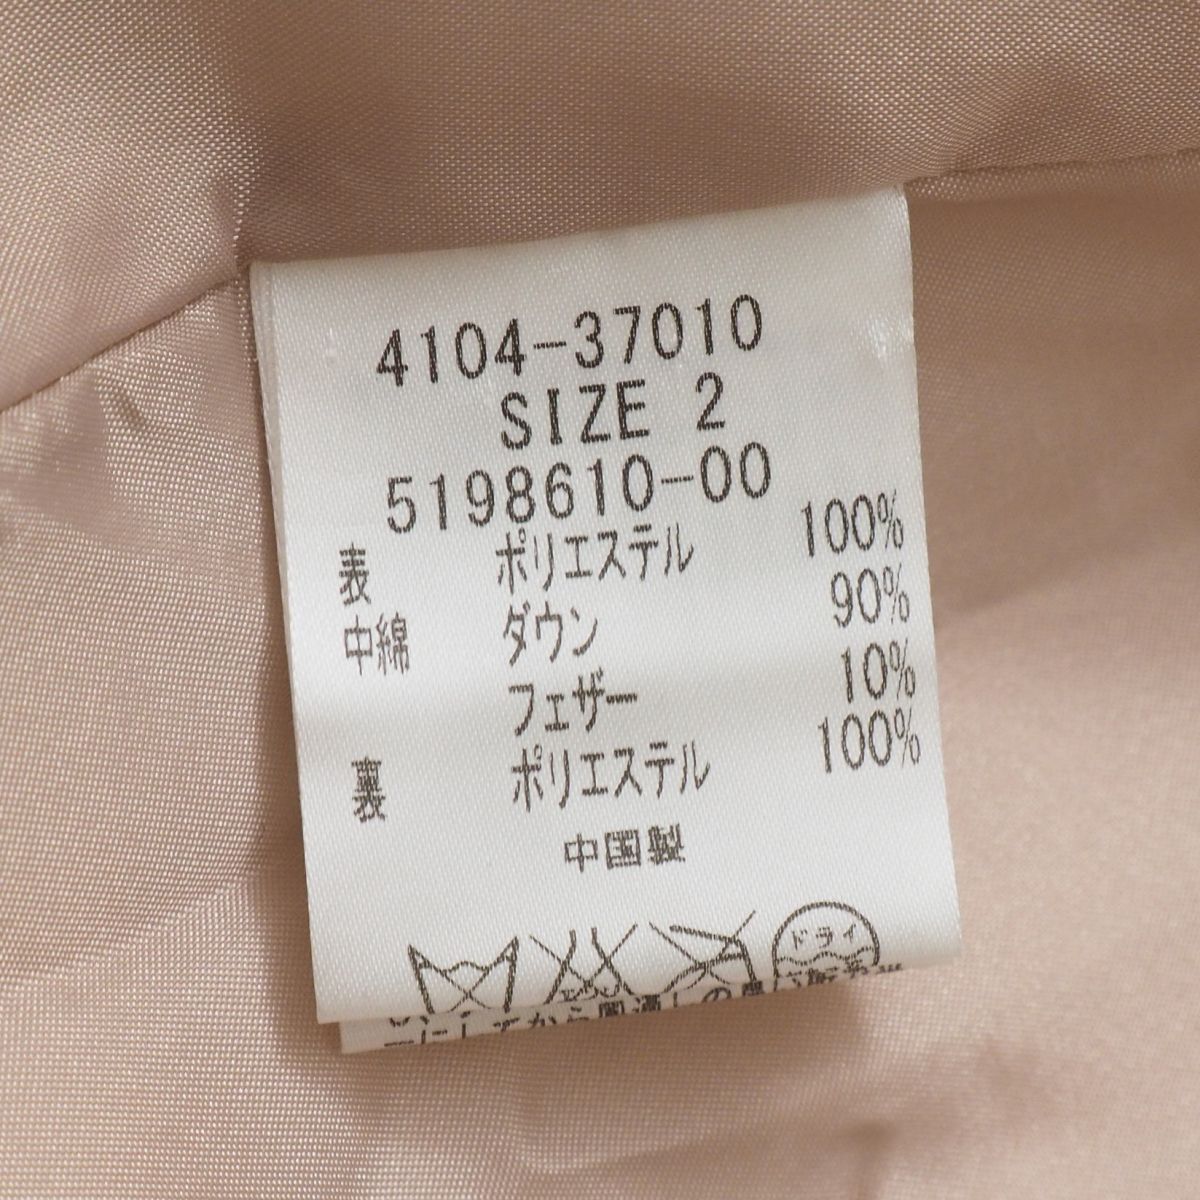 4104-37010
SIZE 2
5198610-00
表 ポリエステル 100%
中綿 ダウン 90%
フェザー 10%
裏 ポリエステル 100%
中国製
ドライ